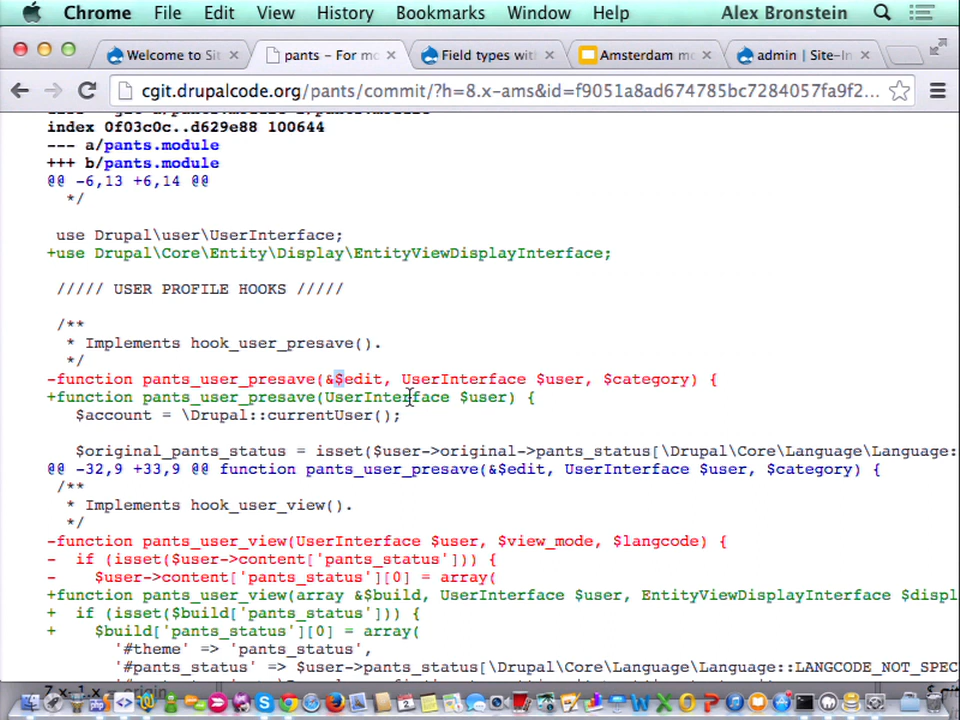 Chrome File Edit View History Bookmarks Window Help Alex Bronstein
Welcome to Sit × pants – For mo × Field types with × Amsterdam mo × admin | Site-In ×
cgit.drupalcode.org/pants/commit/?h=8.x-ams&id=f9051a8ad674785bc7284057fa9f2...
index 0f03c0c..d629e88 100644
--- a/pants.module
+++ b/pants.module
@@ -6,13 +6,14 @@
*/
use Drupal\user\UserInterface;
+use Drupal\Core\Entity\Display\EntityViewDisplayInterface;
///// USER PROFILE HOOKS /////
/**
* Implements hook_user_presave().
*/
-function pants_user_presave(&$edit, UserInterface $user, $category) {
+function pants_user_presave(UserInterface $user) {
$account = \Drupal::currentUser();
$original_pants_status = isset($user->original->pants_status[\Drupal\Core\Language\Language:
@@ -32,9 +33,9 @@ function pants_user_presave(&$edit, UserInterface $user, $category) {
/**
* Implements hook_user_view().
*/
-function pants_user_view(UserInterface $user, $view_mode, $langcode) {
- if (isset($user->content['pants_status'])) {
- $user->content['pants_status'][0] = array(
+function pants_user_view(array &$build, UserInterface $user, EntityViewDisplayInterface $displ
+ if (isset($build['pants_status'])) {
+ $build['pants_status'][0] = array(
'#theme' => 'pants_status',
'#pants_status' => $user->pants_status[\Drupal\Core\Language\Language::LANGCODE_NOT_SPEC